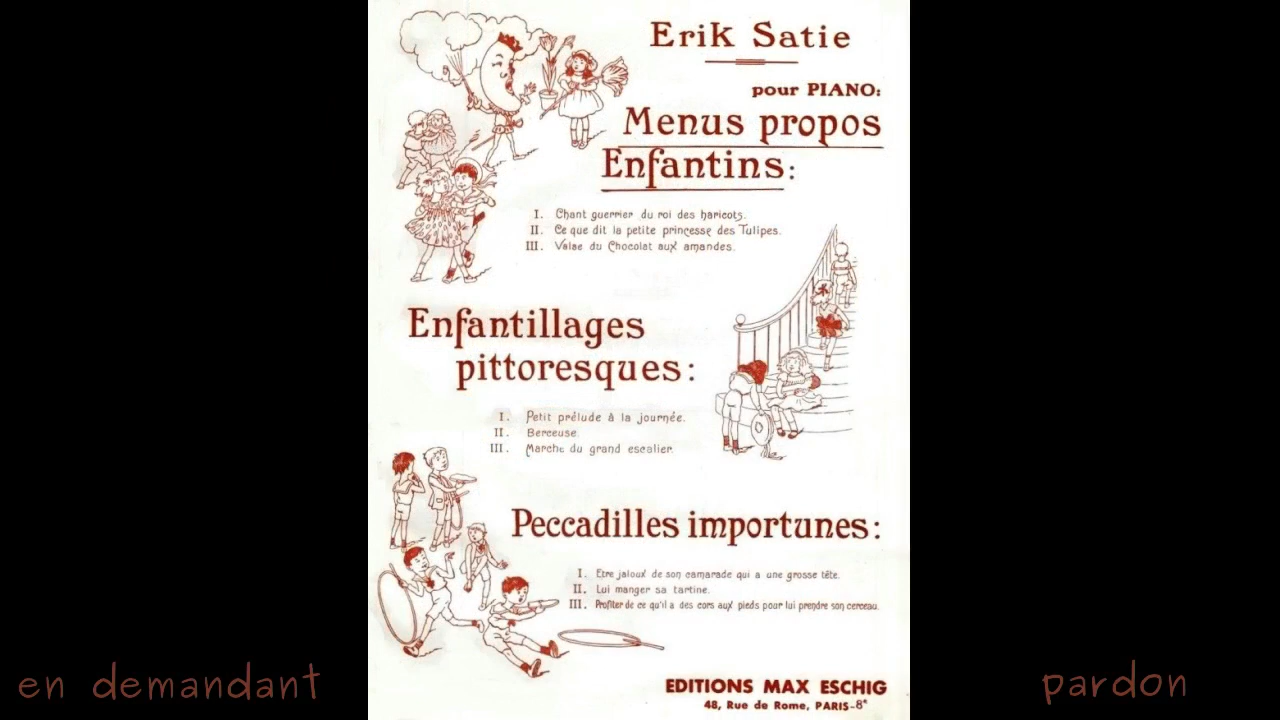 Erik Satie
pour PIANO:
Menus propos
Enfantins:
I. Chant guerrier du roi des haricots.
II. Ce que dit la petite princesse des Tulipes.
III. Valse du Chocolat aux amandes.
Enfantillages
pittoresques:
I. Petit prélude à la journée.
II. Berceuse.
III. Marche du grand escalier.
Peccadilles importunes:
I. Etre jaloux de son camarade qui a une grosse tête.
II. Lui manger sa tartine.
III. Profiter de ce qu'il a des cors aux pieds pour lui prendre son cerceau.
EDITIONS MAX ESCHIG
48, Rue de Rome, PARIS-8ᵉ
en demandant pardon